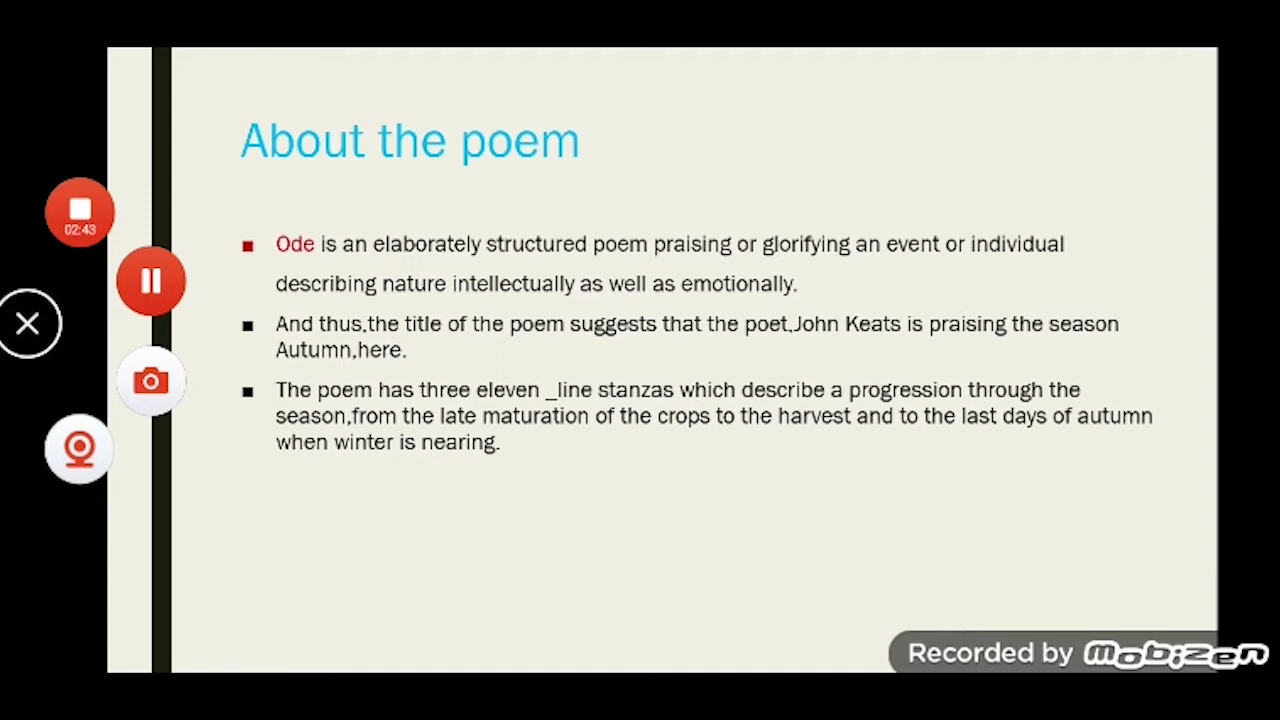 About the poem
02:43
Ode is an elaborately structured poem praising or glorifying an event or individual
describing nature intellectually as well as emotionally.
And thus,the title of the poem suggests that the poet,John Keats is praising the season
Autumn,here.
The poem has three eleven _line stanzas which describe a progression through the
season,from the late maturation of the crops to the harvest and to the last days of autumn
when winter is nearing.
Recorded by Mobizen